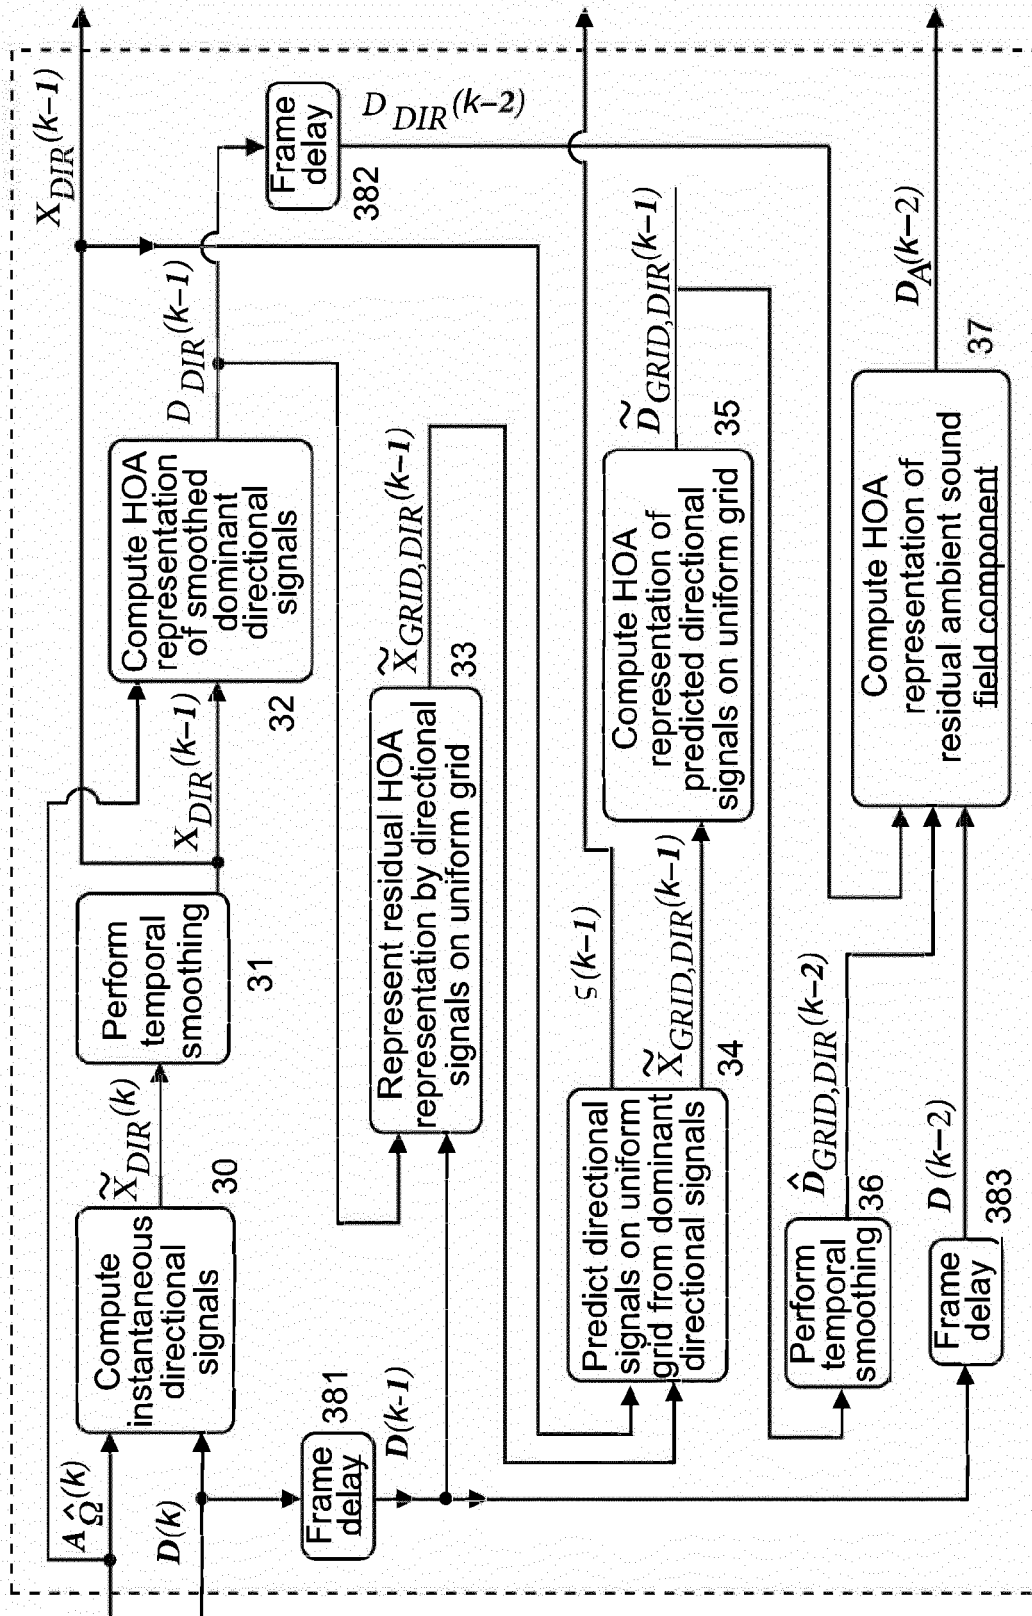 A_Ω̂(k)
D(k)
Compute
instantaneous
directional
signals
30
X̃_DIR(k)
Perform
temporal
smoothing
31
X_DIR(k–1)
Compute HOA
representation
of smoothed
dominant
directional
signals
32
D_DIR(k–1)
X_DIR(k–1)
Frame
delay
382
D_DIR(k–2)
Frame
delay
381
D(k-1)
Represent residual HOA
representation by directional
signals on uniform grid
33
X̃_GRID,DIR(k–1)
Predict directional
signals on uniform
grid from dominant
directional signals
34
ς(k–1)
X̃_GRID,DIR(k–1)
Compute HOA
representation of
predicted directional
signals on uniform grid
35
D̃_GRID,DIR(k–1)
Perform
temporal
smoothing
36
D̂_GRID,DIR(k–2)
Frame
delay
383
D(k–2)
Compute HOA
representation of
residual ambient sound
field component
37
D_A(k–2)